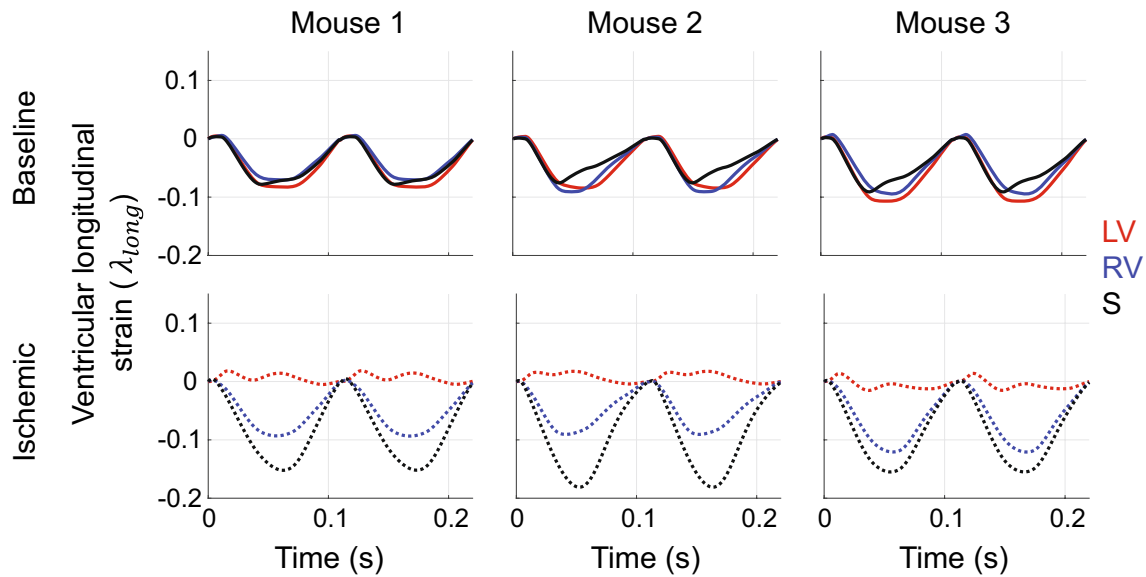 Mouse 1 Mouse 2 Mouse 3
Baseline
Ischemic
Ventricular longitudinal
strain ( λlong)
0.1
0
-0.1
-0.2
0.1
0
-0.1
-0.2
0 0.1 0.2
0 0.1 0.2
0 0.1 0.2
Time (s) Time (s) Time (s)
LV
RV
S